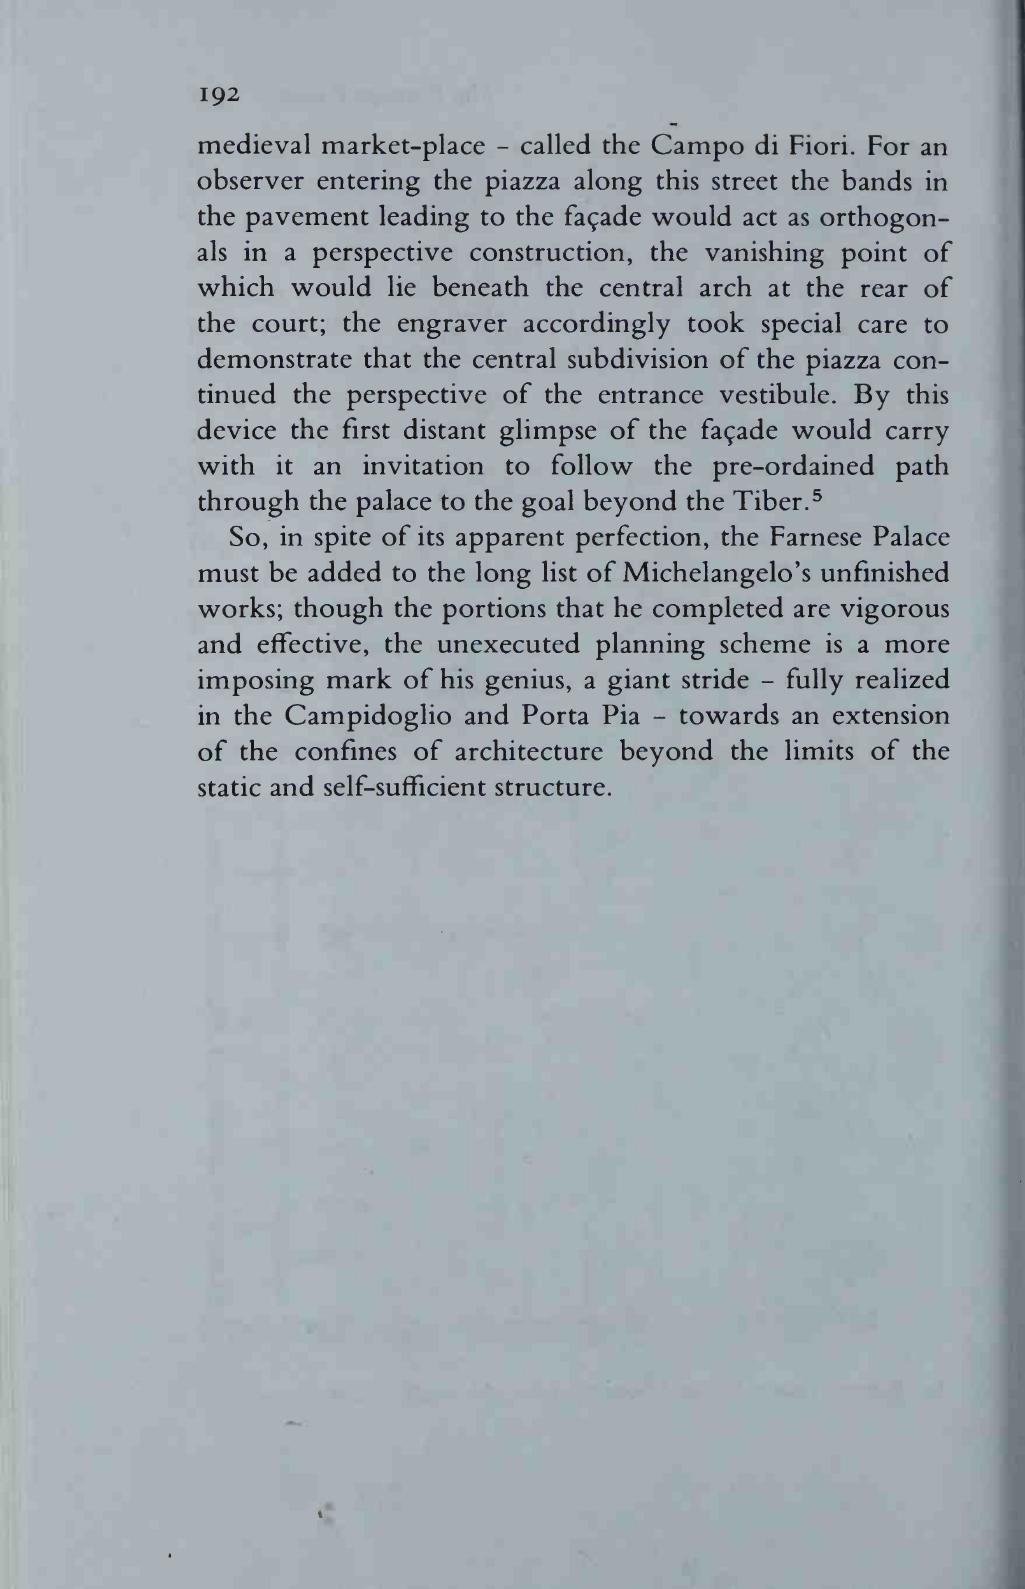 192
medieval market-place – called the Campo di Fiori. For an
observer entering the piazza along this street the bands in
the pavement leading to the façade would act as orthogon-
als in a perspective construction, the vanishing point of
which would lie beneath the central arch at the rear of
the court; the engraver accordingly took special care to
demonstrate that the central subdivision of the piazza con-
tinued the perspective of the entrance vestibule. By this
device the first distant glimpse of the façade would carry
with it an invitation to follow the pre-ordained path
through the palace to the goal beyond the Tiber.⁵
So, in spite of its apparent perfection, the Farnese Palace
must be added to the long list of Michelangelo's unfinished
works; though the portions that he completed are vigorous
and effective, the unexecuted planning scheme is a more
imposing mark of his genius, a giant stride – fully realized
in the Campidoglio and Porta Pia – towards an extension
of the confines of architecture beyond the limits of the
static and self-sufficient structure.